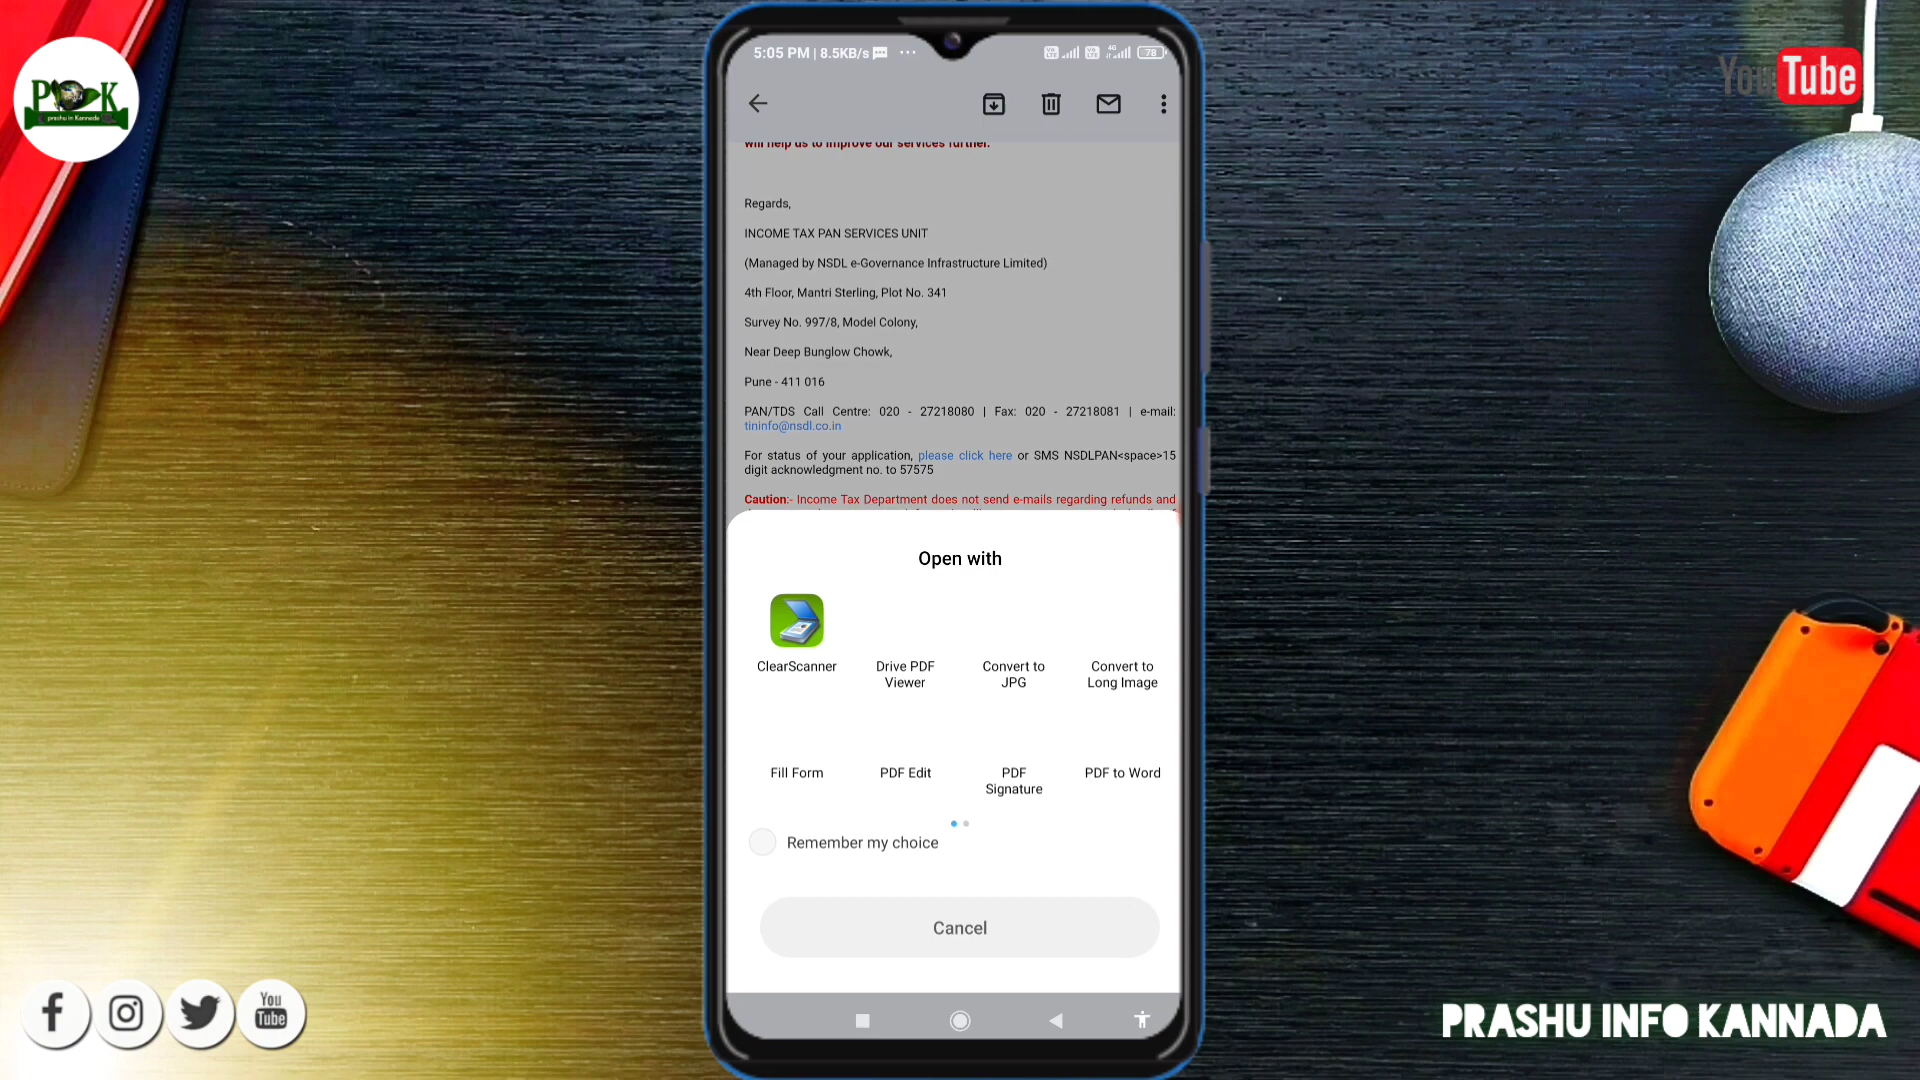 P K
prashu in Kannada
YouTube
5:05 PM | 8.5KB/s
4G
78
will help us to improve our services further.
Regards,
INCOME TAX PAN SERVICES UNIT
(Managed by NSDL e-Governance Infrastructure Limited)
4th Floor, Mantri Sterling, Plot No. 341
Survey No. 997/8, Model Colony,
Near Deep Bunglow Chowk,
Pune - 411 016
PAN/TDS Call Centre: 020 - 27218080 | Fax: 020 - 27218081 | e-mail:
tininfo@nsdl.co.in
For status of your application, please click here or SMS NSDLPAN<space>15
digit acknowledgment no. to 57575
Caution:- Income Tax Department does not send e-mails regarding refunds and
Open with
ClearScanner
Drive PDF
Viewer
Convert to
JPG
Convert to
Long Image
Fill Form
PDF Edit
PDF
Signature
PDF to Word
Remember my choice
Cancel
You
Tube
PRASHU INFO KANNADA